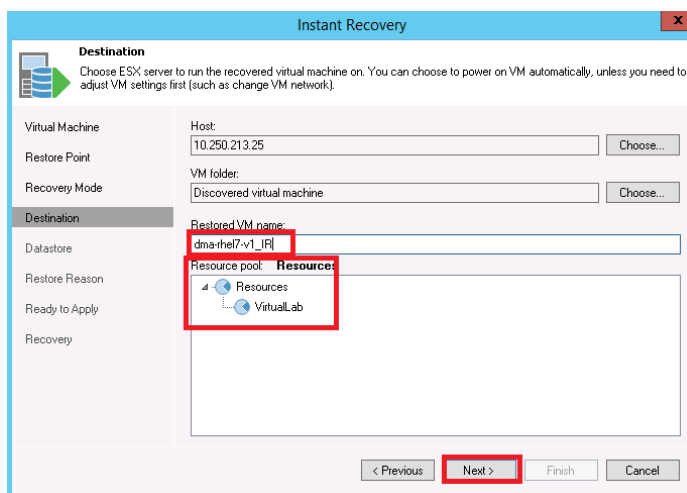 Instant Recovery
x
Destination
Choose ESX server to run the recovered virtual machine on. You can choose to power on VM automatically, unless you need to
adjust VM settings first (such as change VM network).
Virtual Machine
Restore Point
Recovery Mode
Destination
Datastore
Restore Reason
Ready to Apply
Recovery
Host:
10.250.213.25
Choose...
VM folder:
Discovered virtual machine
Choose...
Restored VM name:
dma-rhel7-v1_IR
Resource pool: Resources
Resources
VirtualLab
< Previous
Next >
Finish
Cancel